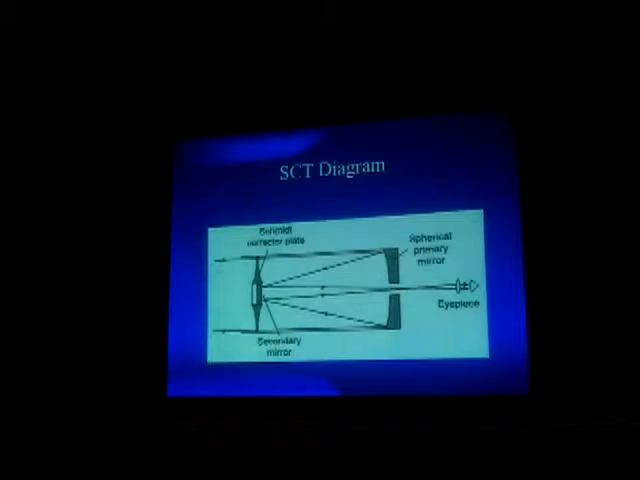 SCT Diagram
Schmidt
corrector plate
Spherical
primary
mirror
Eyepiece
Secondary
mirror